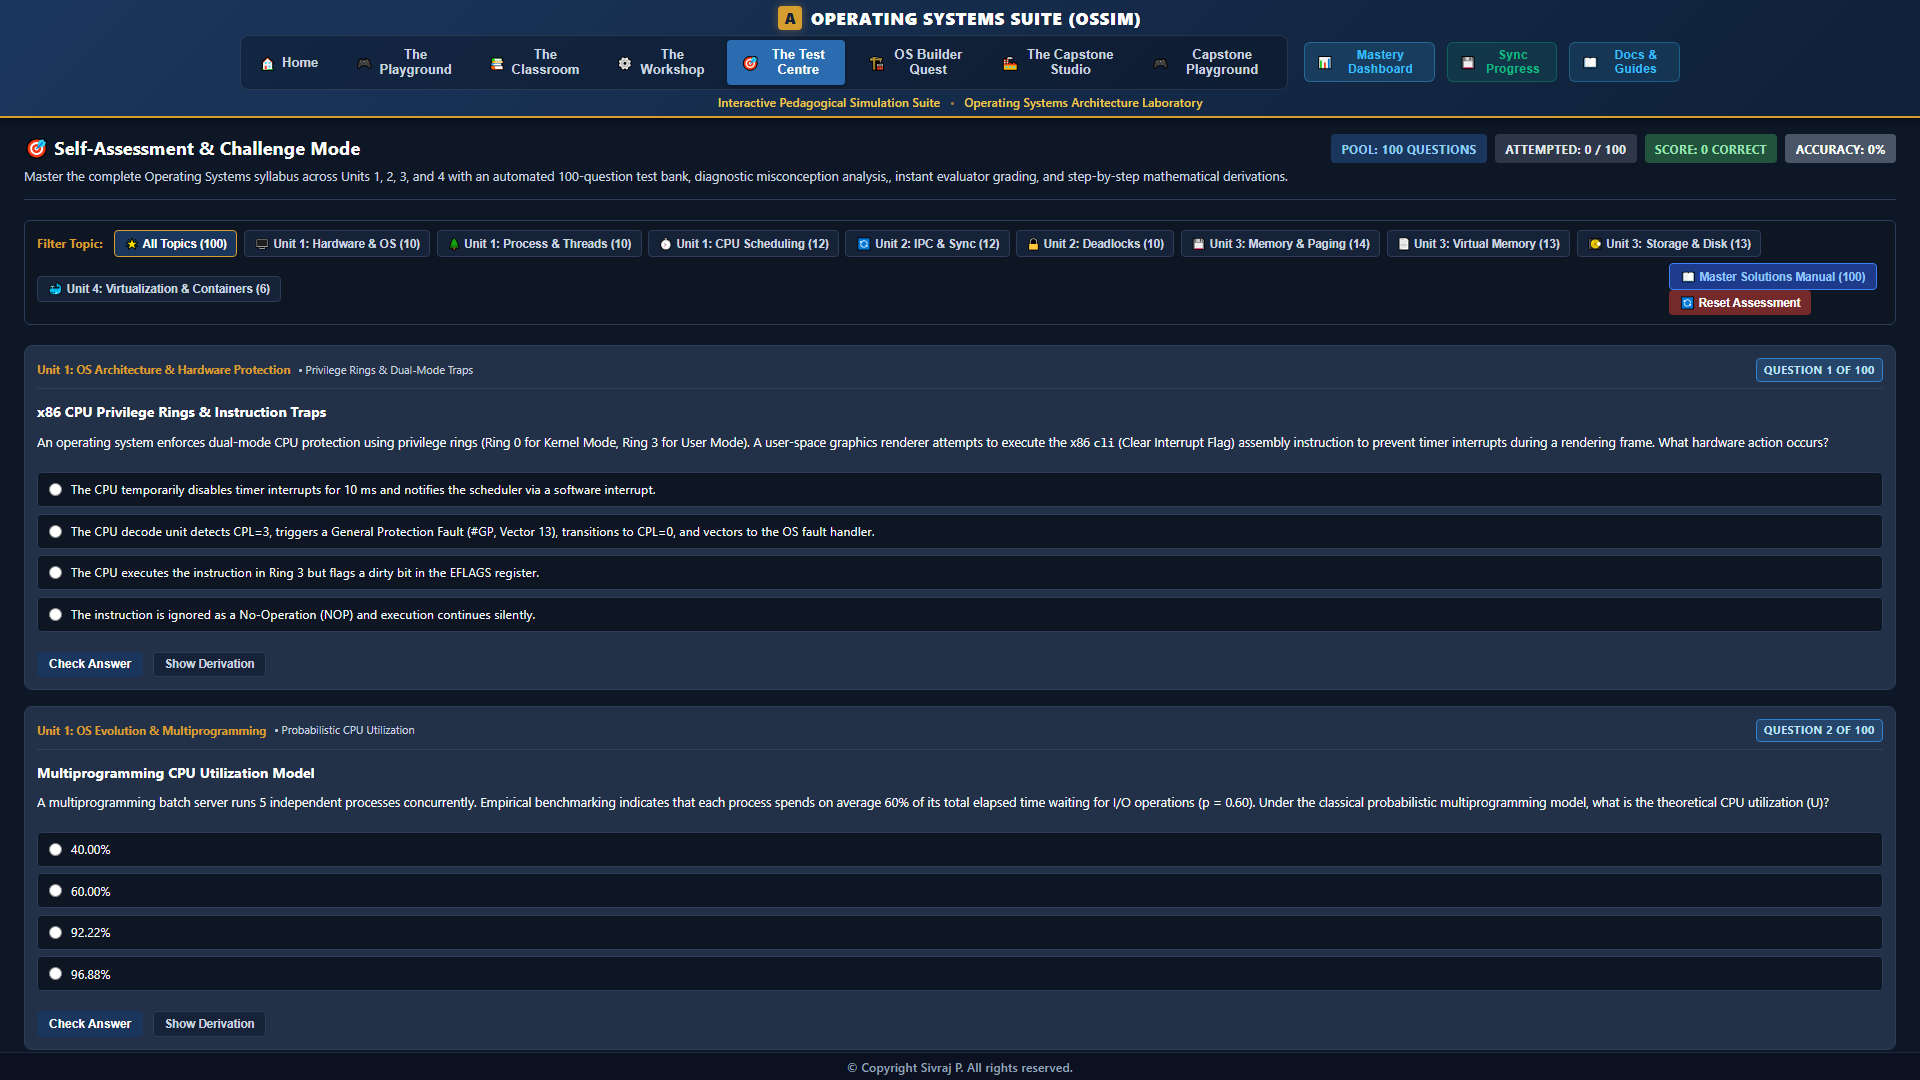 A OPERATING SYSTEMS SUITE (OSSIM)
Home
The Playground
The Classroom
The Workshop
The Test Centre
OS Builder Quest
The Capstone Studio
Capstone Playground
Mastery Dashboard
Sync Progress
Docs & Guides
Interactive Pedagogical Simulation Suite • Operating Systems Architecture Laboratory
Self-Assessment & Challenge Mode
POOL: 100 QUESTIONS
ATTEMPTED: 0 / 100
SCORE: 0 CORRECT
ACCURACY: 0%
Master the complete Operating Systems syllabus across Units 1, 2, 3, and 4 with an automated 100-question test bank, diagnostic misconception analysis,, instant evaluator grading, and step-by-step mathematical derivations.
Filter Topic:
All Topics (100)
Unit 1: Hardware & OS (10)
Unit 1: Process & Threads (10)
Unit 1: CPU Scheduling (12)
Unit 2: IPC & Sync (12)
Unit 2: Deadlocks (10)
Unit 3: Memory & Paging (14)
Unit 3: Virtual Memory (13)
Unit 3: Storage & Disk (13)
Unit 4: Virtualization & Containers (6)
Master Solutions Manual (100)
Reset Assessment
Unit 1: OS Architecture & Hardware Protection • Privilege Rings & Dual-Mode Traps
QUESTION 1 OF 100
x86 CPU Privilege Rings & Instruction Traps
An operating system enforces dual-mode CPU protection using privilege rings (Ring 0 for Kernel Mode, Ring 3 for User Mode). A user-space graphics renderer attempts to execute the x86 cli (Clear Interrupt Flag) assembly instruction to prevent timer interrupts during a rendering frame. What hardware action occurs?
The CPU temporarily disables timer interrupts for 10 ms and notifies the scheduler via a software interrupt.
The CPU decode unit detects CPL=3, triggers a General Protection Fault (#GP, Vector 13), transitions to CPL=0, and vectors to the OS fault handler.
The CPU executes the instruction in Ring 3 but flags a dirty bit in the EFLAGS register.
The instruction is ignored as a No-Operation (NOP) and execution continues silently.
Check Answer
Show Derivation
Unit 1: OS Evolution & Multiprogramming • Probabilistic CPU Utilization
QUESTION 2 OF 100
Multiprogramming CPU Utilization Model
A multiprogramming batch server runs 5 independent processes concurrently. Empirical benchmarking indicates that each process spends on average 60% of its total elapsed time waiting for I/O operations (p = 0.60). Under the classical probabilistic multiprogramming model, what is the theoretical CPU utilization (U)?
40.00%
60.00%
92.22%
96.88%
Check Answer
Show Derivation
© Copyright Sivraj P. All rights reserved.